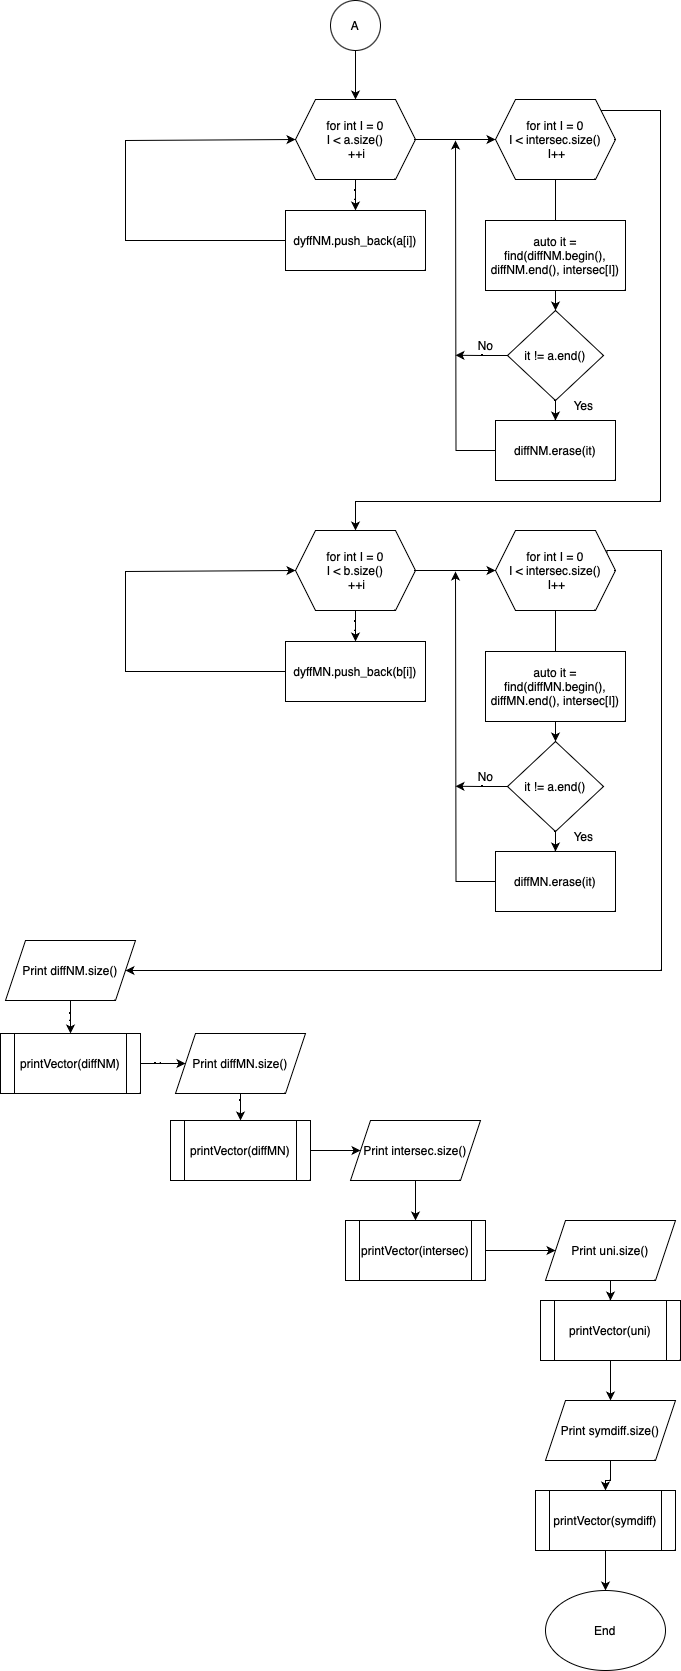 A
for int I = 0
I < a.size()
++i
for int I = 0
I < intersec.size()
I++
dyffNM.push_back(a[i])
auto it =
find(diffNM.begin(),
diffNM.end(), intersec[I])
No
it != a.end()
Yes
diffNM.erase(it)
for int I = 0
I < b.size()
++i
for int I = 0
I < intersec.size()
I++
dyffMN.push_back(b[i])
auto it =
find(diffMN.begin(),
diffMN.end(), intersec[I])
No
it != a.end()
Yes
diffMN.erase(it)
Print diffNM.size()
printVector(diffNM)
Print diffMN.size()
printVector(diffMN)
Print intersec.size()
printVector(intersec)
Print uni.size()
printVector(uni)
Print symdiff.size()
printVector(symdiff)
End